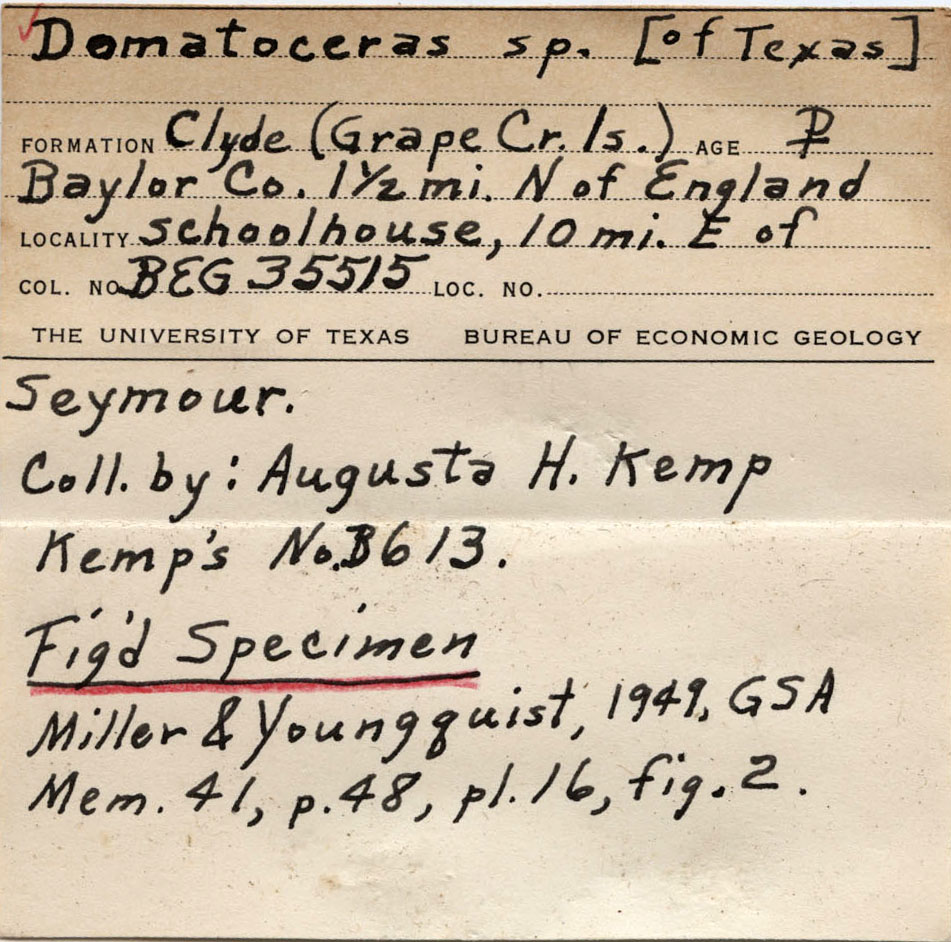 Domatoceras sp. [of Texas]
FORMATION Clyde (Grape Cr. ls.) AGE P
Baylor Co. 1½ mi. N of England
LOCALITY schoolhouse, 10 mi. E of
COL. NO. BEG 35515 LOC. NO.
THE UNIVERSITY OF TEXAS BUREAU OF ECONOMIC GEOLOGY
Seymour.
Coll. by: Augusta H. Kemp
Kemp's No. B613.
Fig'd Specimen
Miller & Youngquist, 1949, GSA
Mem. 41, p.48, pl.16, fig.2.